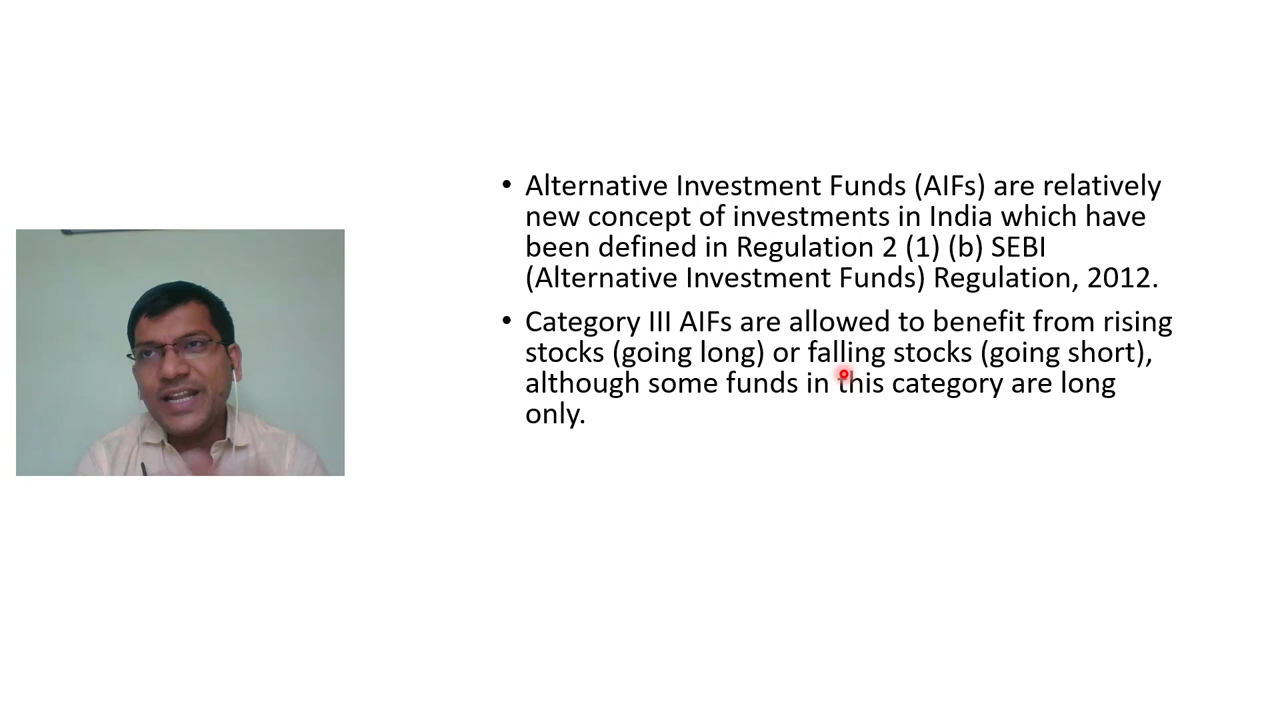 • Alternative Investment Funds (AIFs) are relatively
new concept of investments in India which have
been defined in Regulation 2 (1) (b) SEBI
(Alternative Investment Funds) Regulation, 2012.
• Category III AIFs are allowed to benefit from rising
stocks (going long) or falling stocks (going short),
although some funds in this category are long
only.